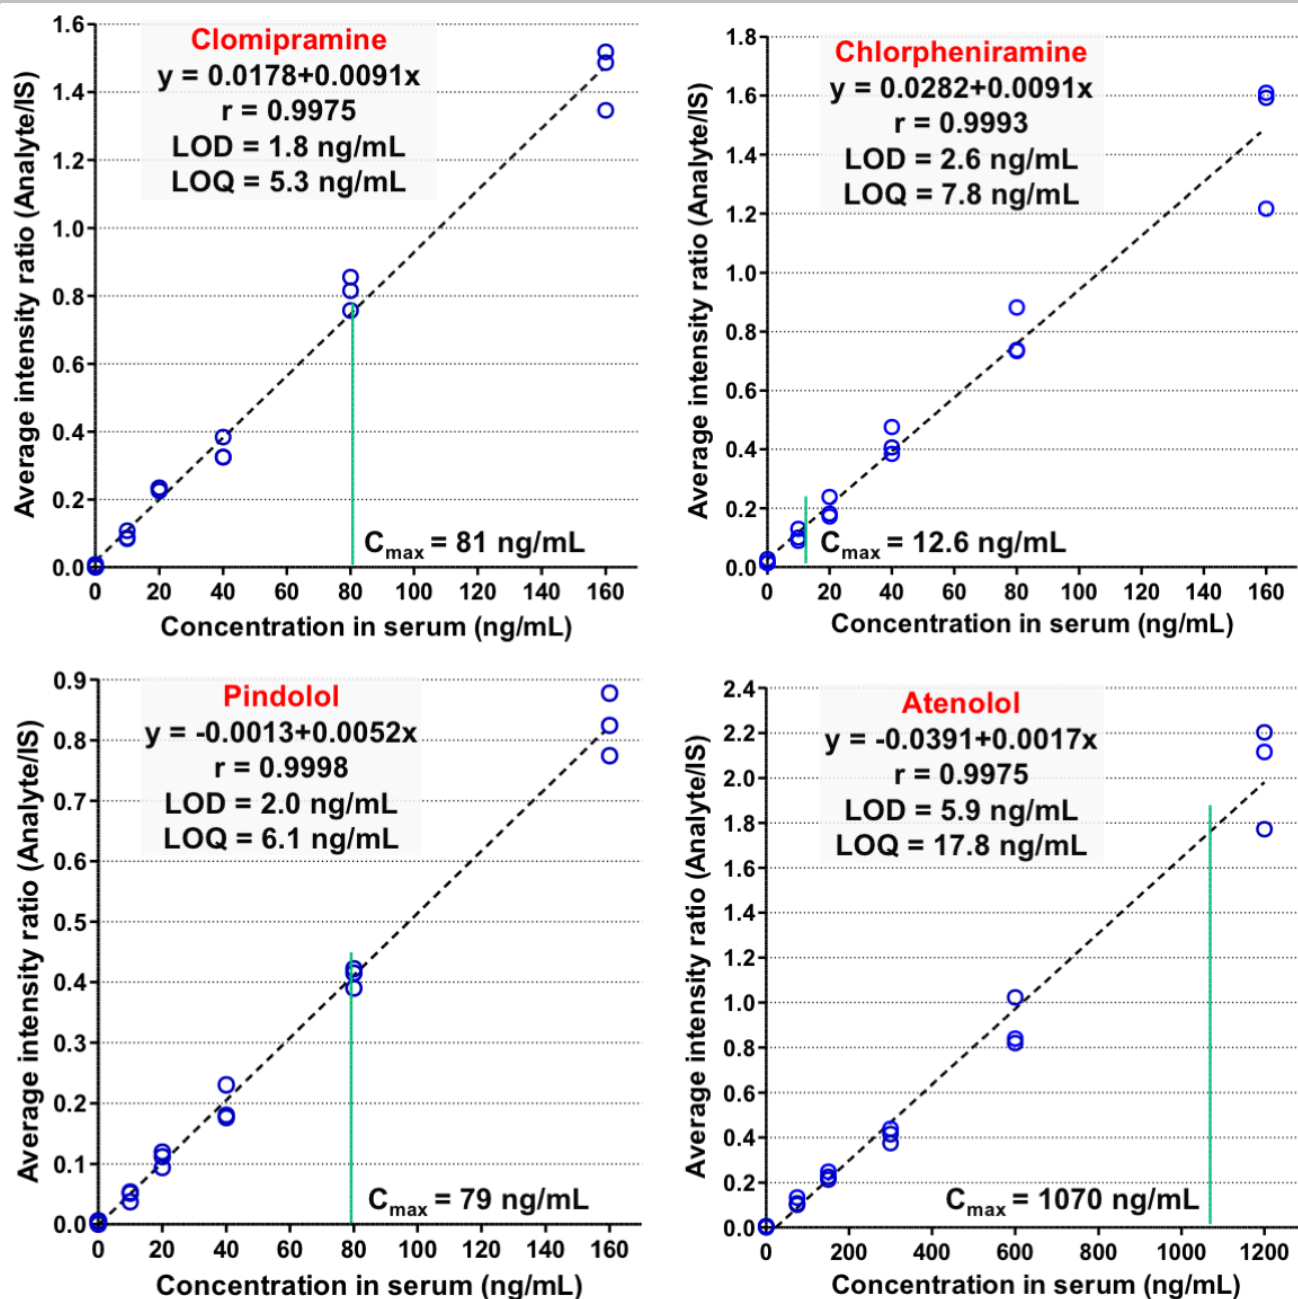 Clomipramine
y = 0.0178+0.0091x
r = 0.9975
LOD = 1.8 ng/mL
LOQ = 5.3 ng/mL
Average intensity ratio (Analyte/IS)
1.6
1.4
1.2
1.0
0.8
0.6
0.4
0.2
0.0
Cmax = 81 ng/mL
0 20 40 60 80 100 120 140 160
Concentration in serum (ng/mL)
Chlorpheniramine
y = 0.0282+0.0091x
r = 0.9993
LOD = 2.6 ng/mL
LOQ = 7.8 ng/mL
Average intensity ratio (Analyte/IS)
1.8
1.6
1.4
1.2
1.0
0.8
0.6
0.4
0.2
0.0
Cmax = 12.6 ng/mL
0 20 40 60 80 100 120 140 160
Concentration in serum (ng/mL)
Pindolol
y = -0.0013+0.0052x
r = 0.9998
LOD = 2.0 ng/mL
LOQ = 6.1 ng/mL
Average intensity ratio (Analyte/IS)
0.9
0.8
0.7
0.6
0.5
0.4
0.3
0.2
0.1
0.0
Cmax = 79 ng/mL
0 20 40 60 80 100 120 140 160
Concentration in serum (ng/mL)
Atenolol
y = -0.0391+0.0017x
r = 0.9975
LOD = 5.9 ng/mL
LOQ = 17.8 ng/mL
Average intensity ratio (Analyte/IS)
2.4
2.2
2.0
1.8
1.6
1.4
1.2
1.0
0.8
0.6
0.4
0.2
0.0
Cmax = 1070 ng/mL
0 200 400 600 800 1000 1200
Concentration in serum (ng/mL)